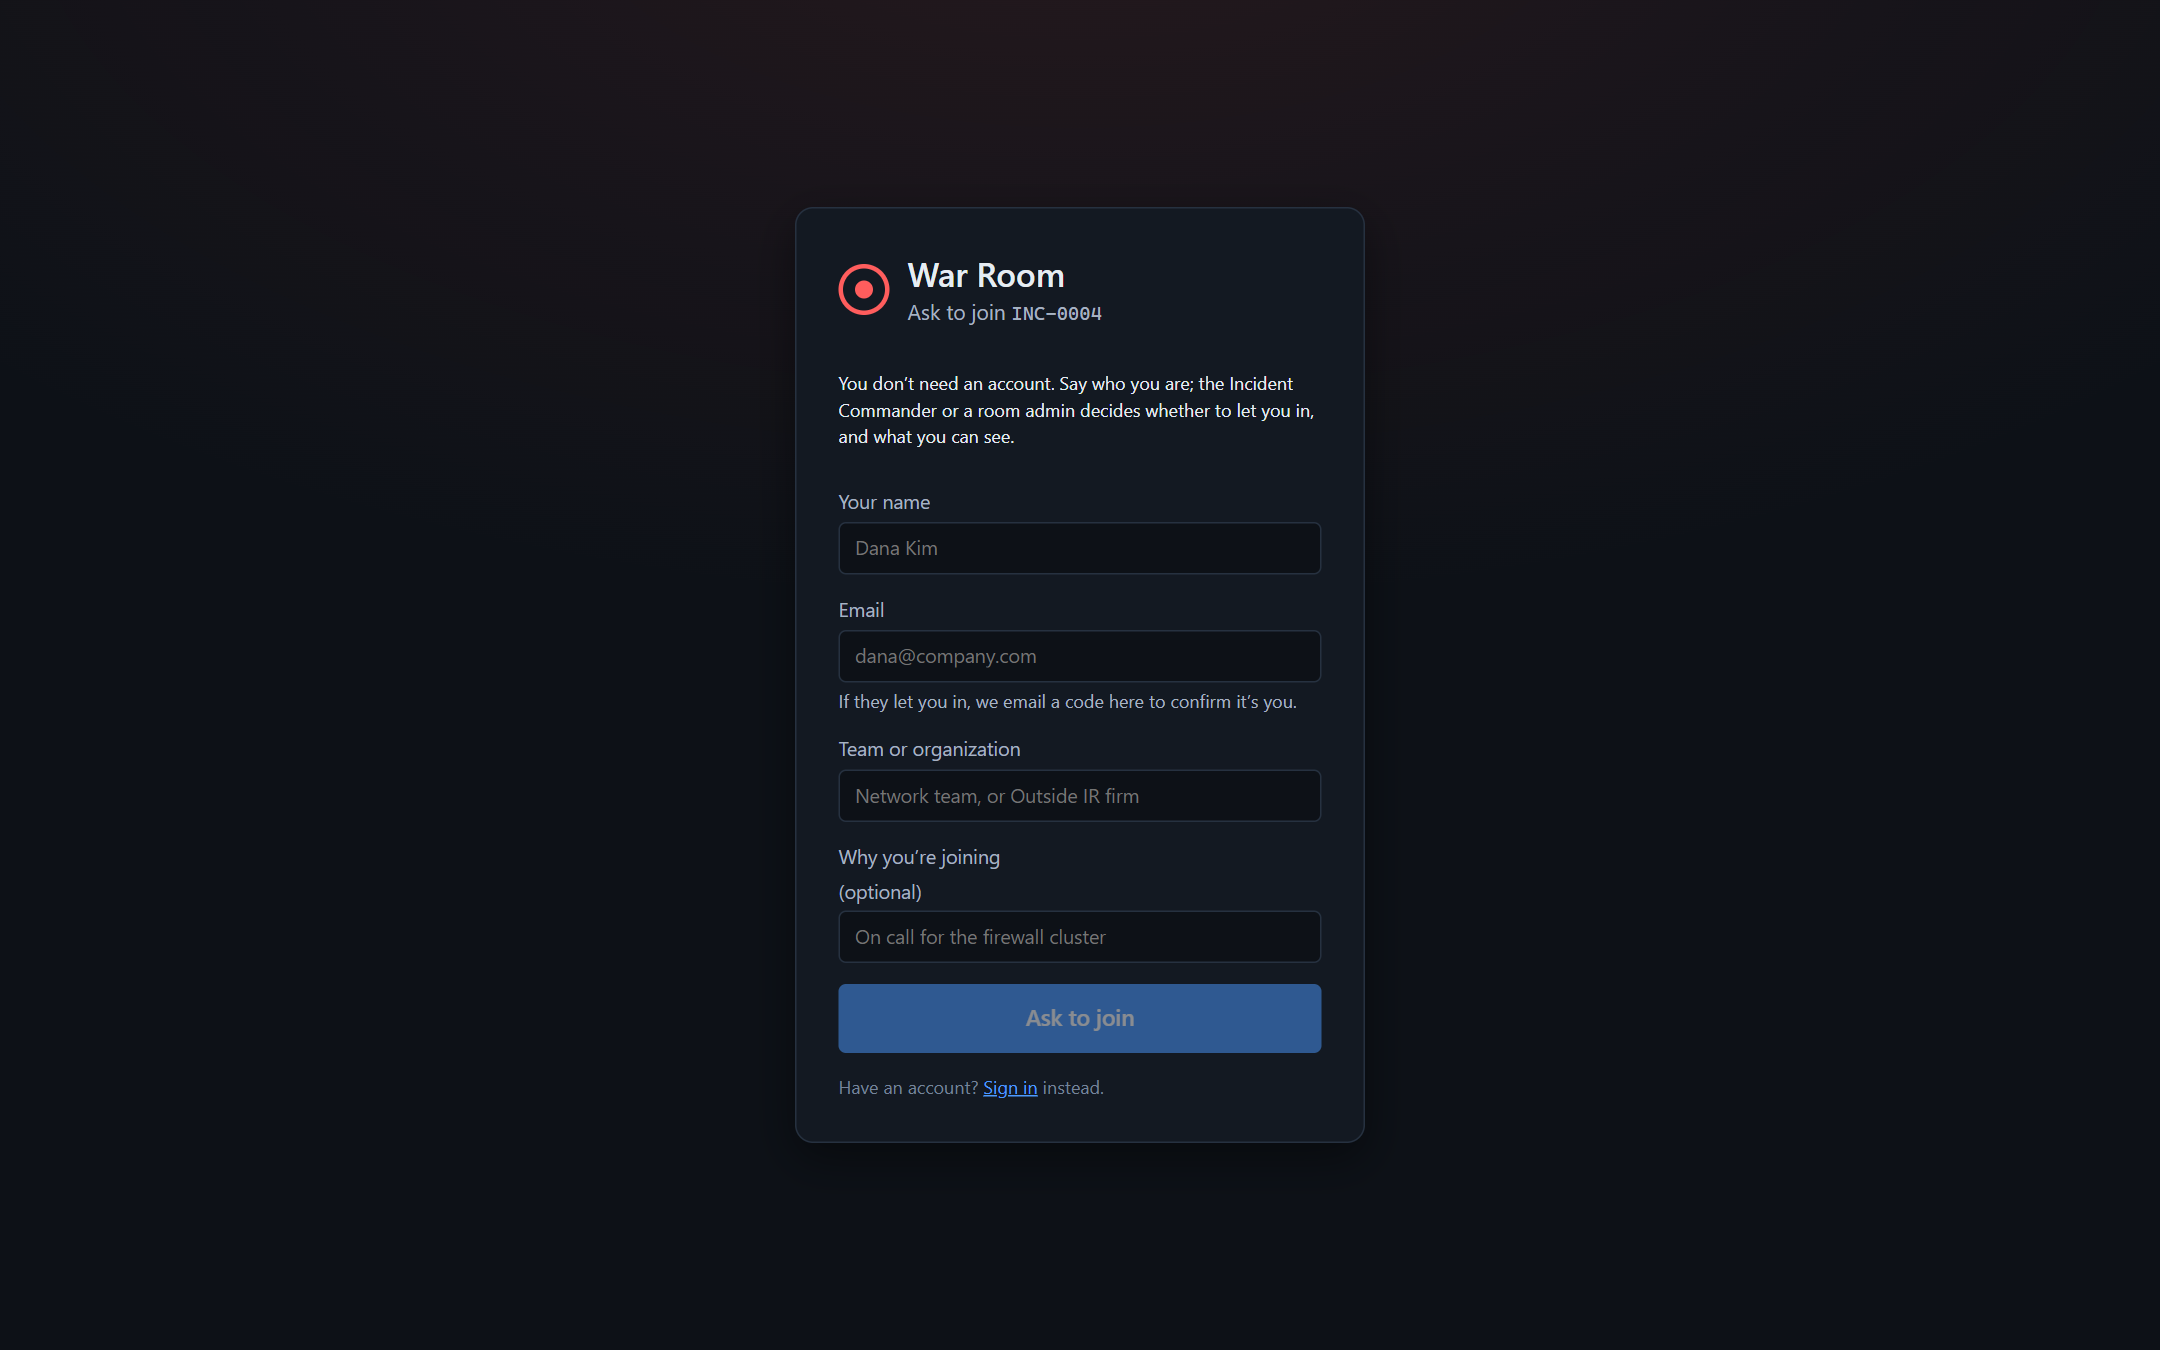 War Room
Ask to join INC-0004
You don’t need an account. Say who you are; the Incident
Commander or a room admin decides whether to let you in,
and what you can see.
Your name
Dana Kim
Email
dana@company.com
If they let you in, we email a code here to confirm it’s you.
Team or organization
Network team, or Outside IR firm
Why you’re joining
(optional)
On call for the firewall cluster
Ask to join
Have an account? Sign in instead.